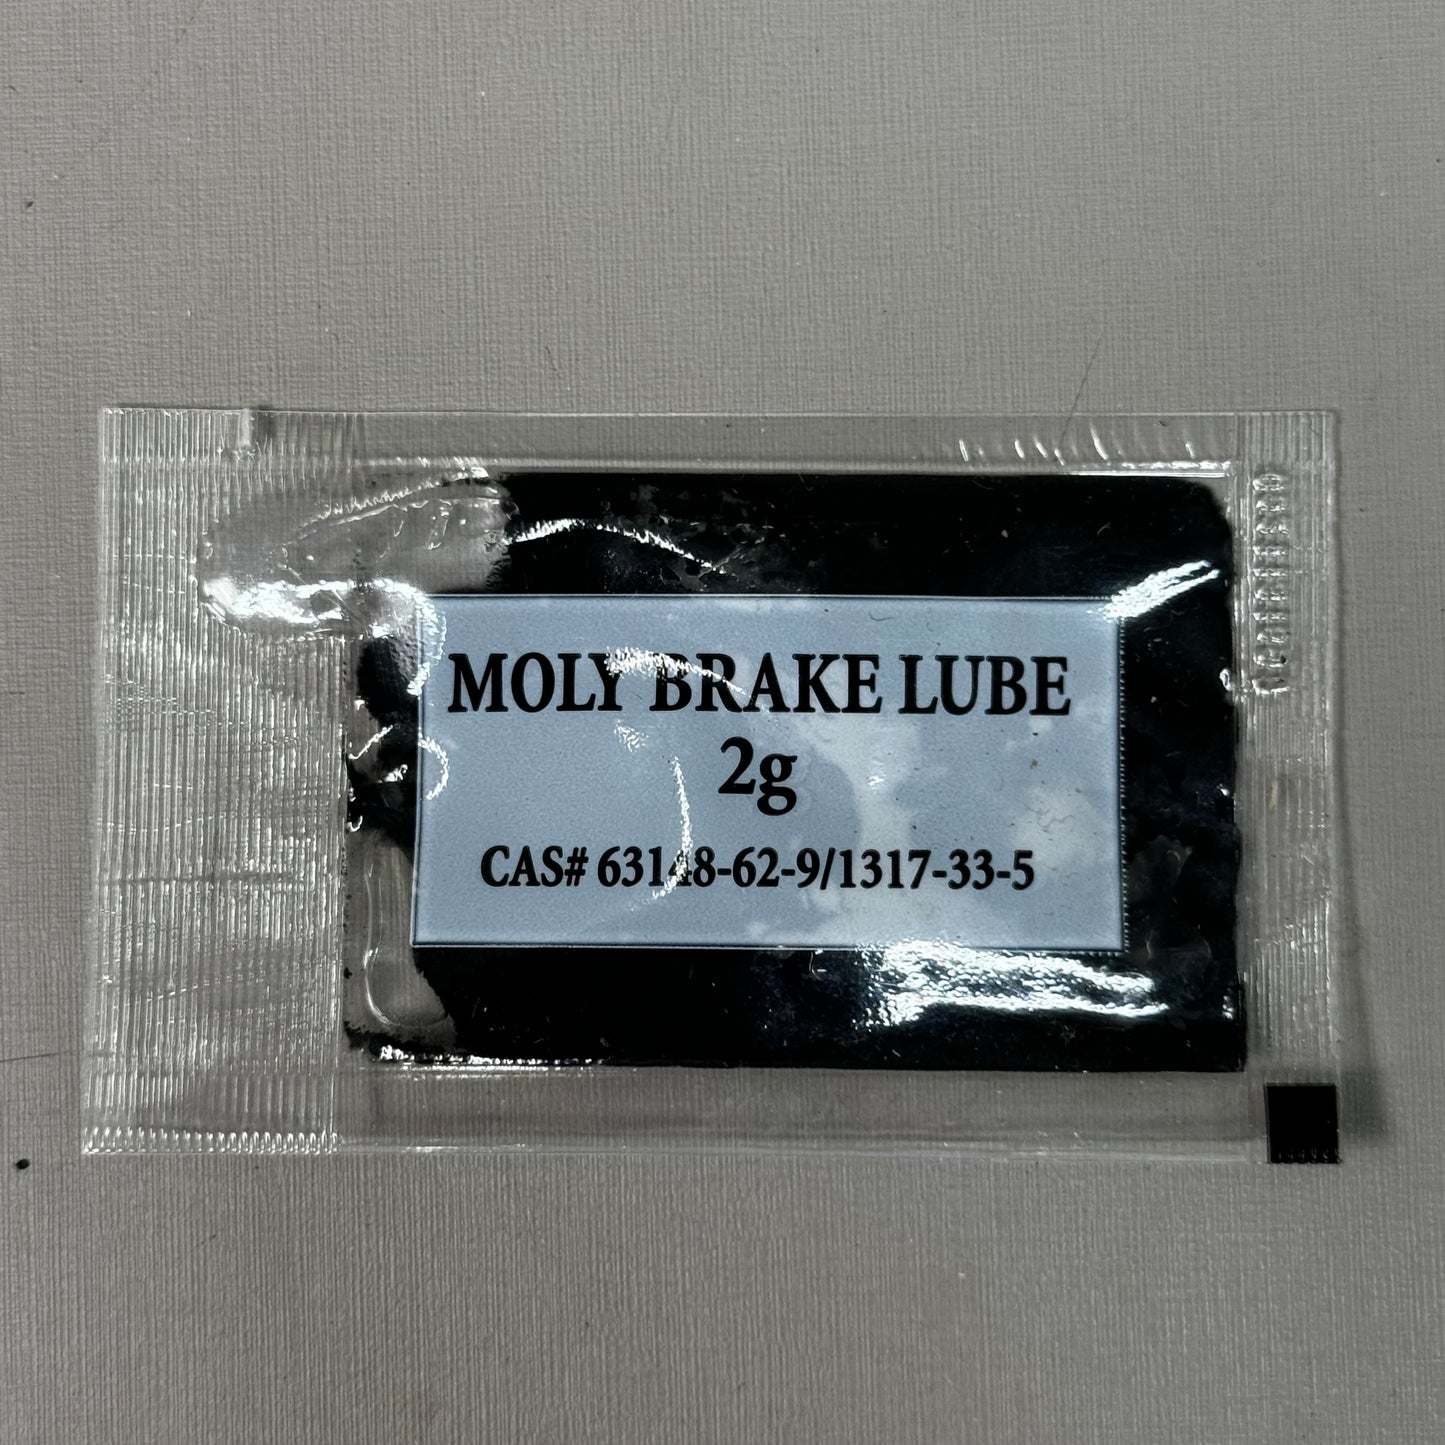 MOLY BRAKE LUBE
2g
CAS# 63148-62-9/1317-33-5